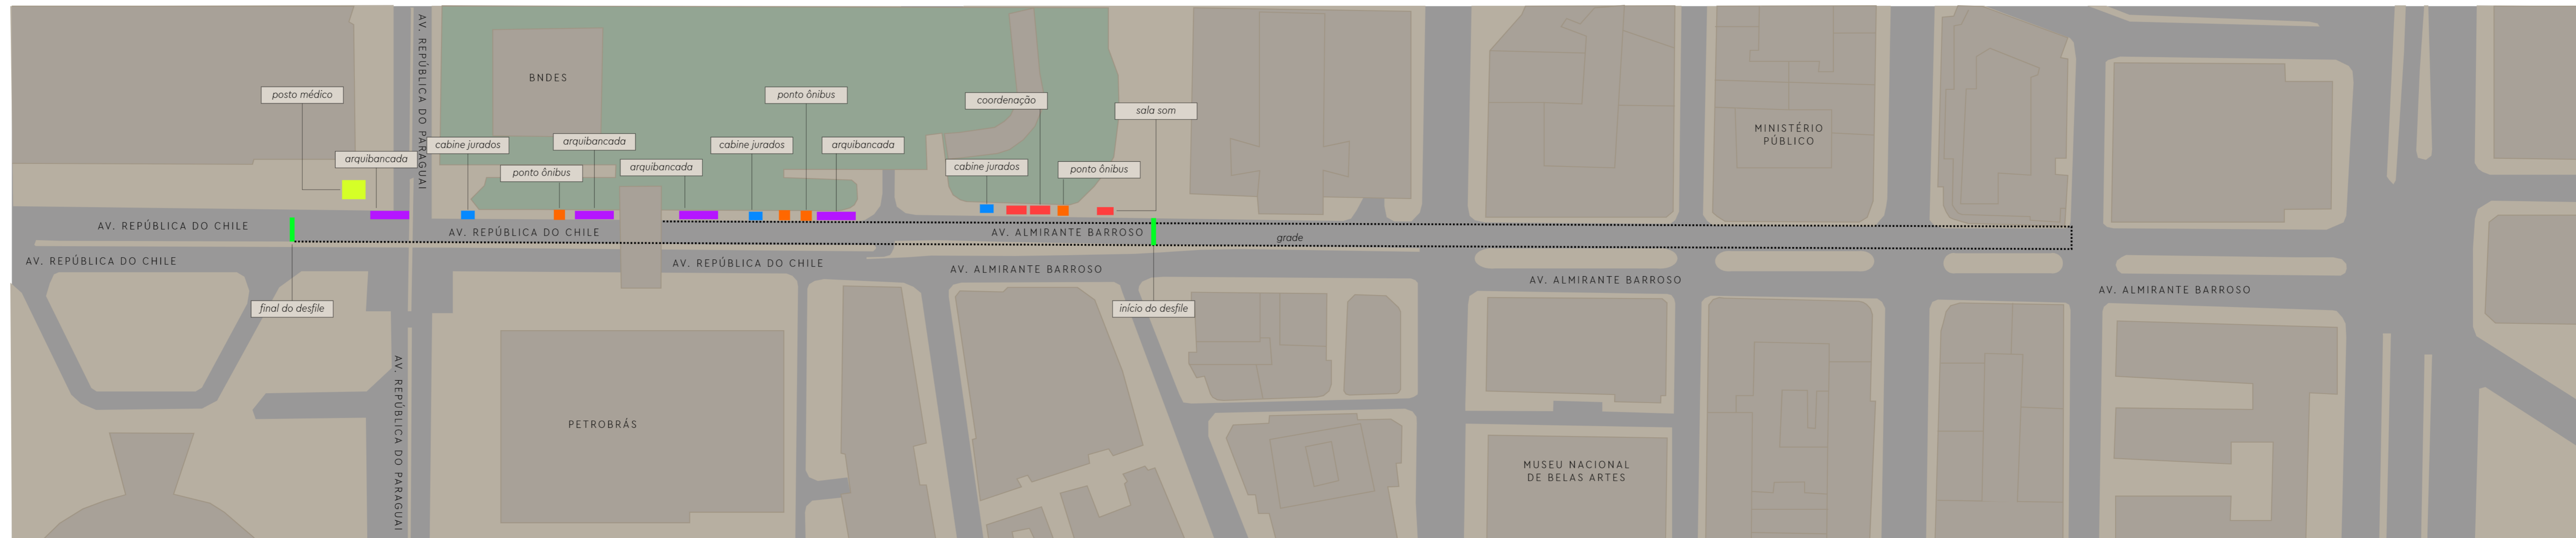 AV. REPÚBLICA DO PARAGUAI
BNDES
posto médico
ponto ônibus
coordenação
sala som
MINISTÉRIO
PÚBLICO
cabine jurados
arquibancada
cabine jurados
arquibancada
arquibancada
ponto ônibus
arquibancada
cabine jurados
ponto ônibus
AV. REPÚBLICA DO CHILE
AV. REPÚBLICA DO CHILE
AV. ALMIRANTE BARROSO
grade
AV. REPÚBLICA DO CHILE
AV. REPÚBLICA DO CHILE
AV. ALMIRANTE BARROSO
AV. ALMIRANTE BARROSO
AV. ALMIRANTE BARROSO
final do desfile
início do desfile
AV. REPÚBLICA DO PARAGUAI
PETROBRÁS
MUSEU NACIONAL
DE BELAS ARTES